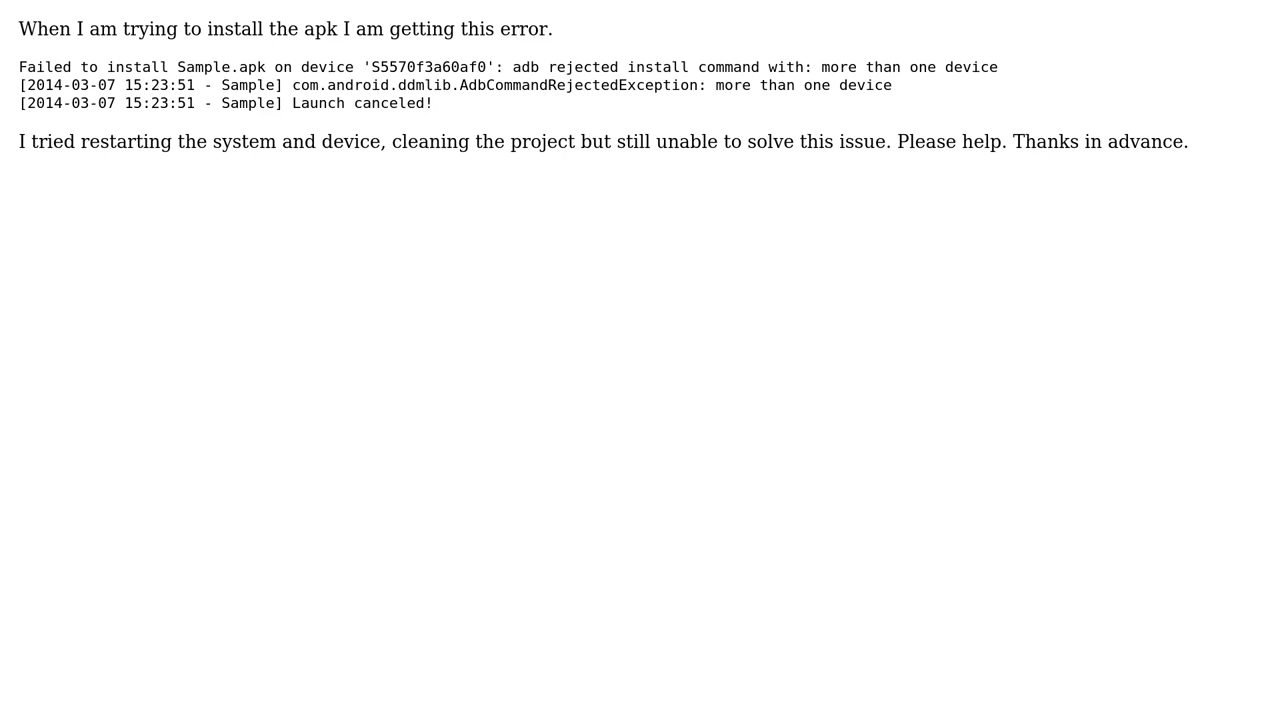 When I am trying to install the apk I am getting this error.
Failed to install Sample.apk on device 'S5570f3a60af0': adb rejected install command with: more than one device
[2014-03-07 15:23:51 - Sample] com.android.ddmlib.AdbCommandRejectedException: more than one device
[2014-03-07 15:23:51 - Sample] Launch canceled!
I tried restarting the system and device, cleaning the project but still unable to solve this issue. Please help. Thanks in advance.